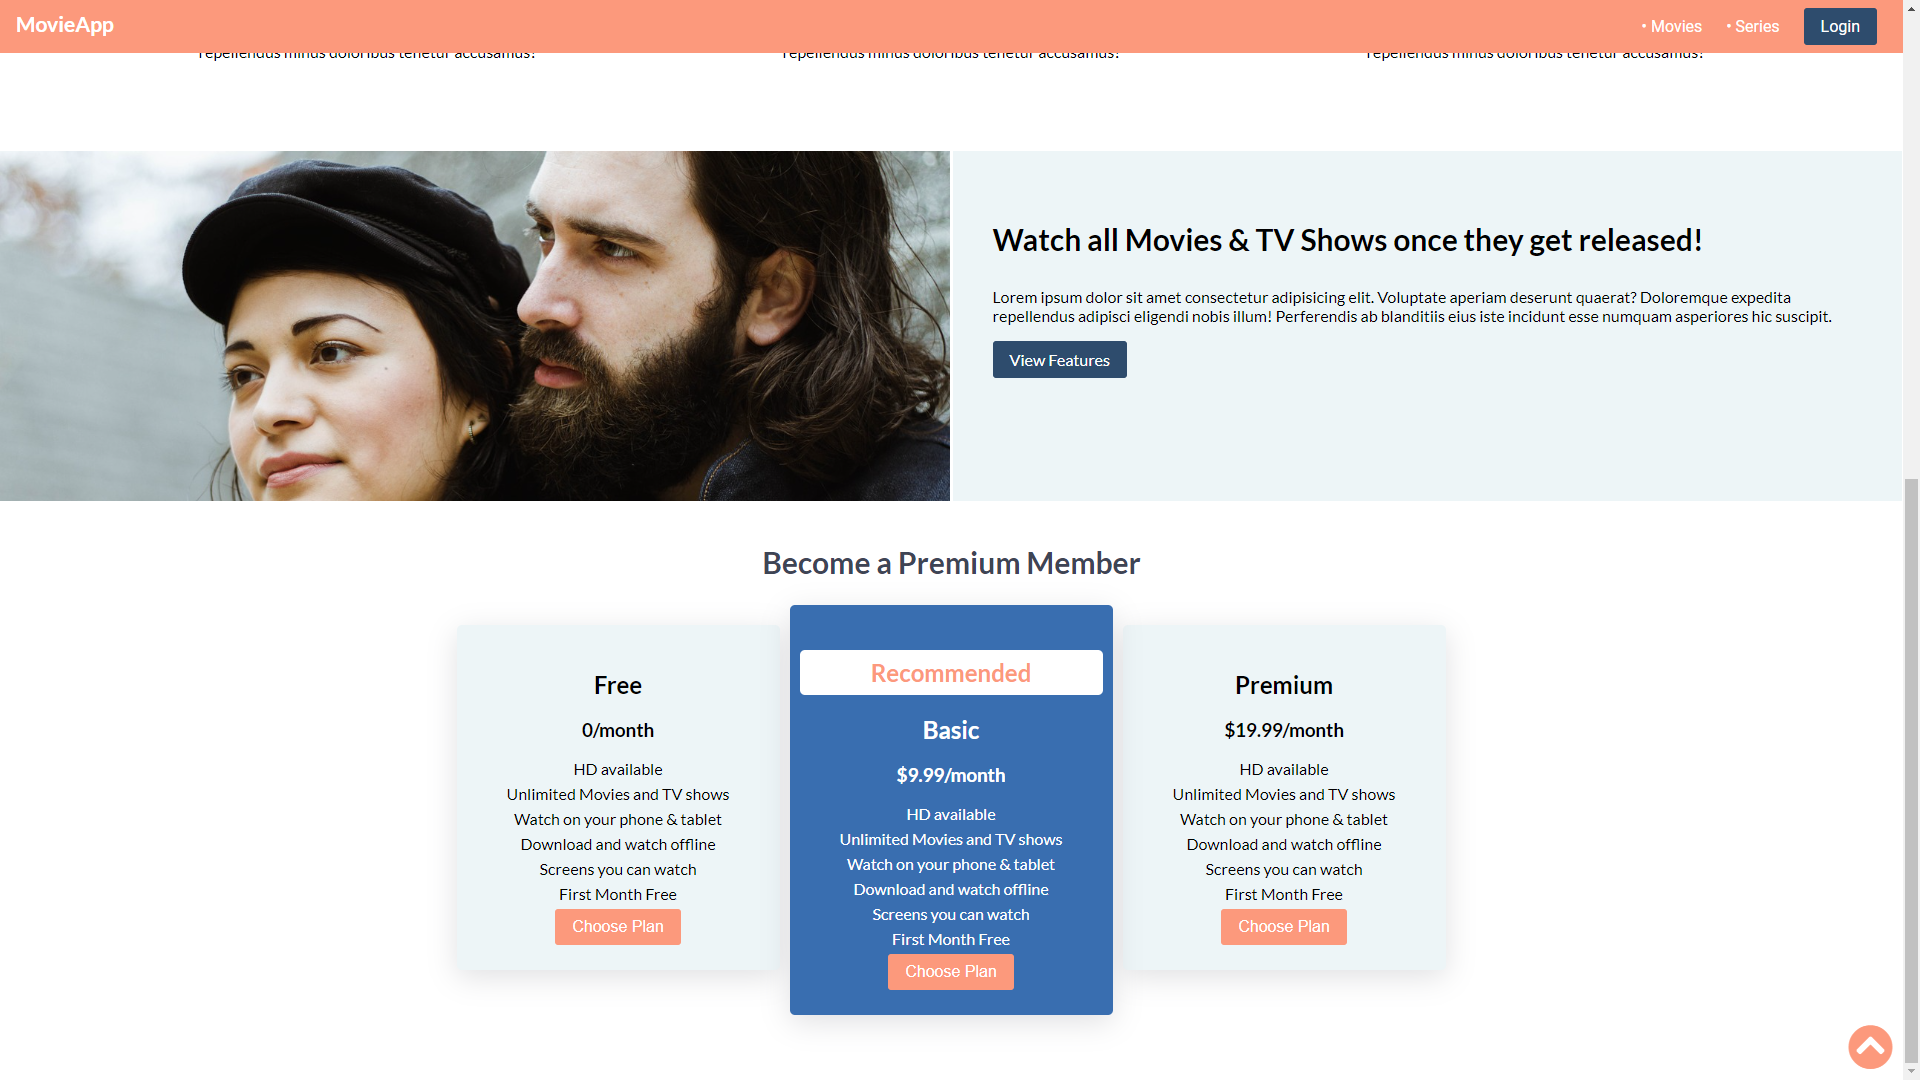 MovieApp
• Movies
• Series
Login
repellendus minus doloribus tenetur accusamus!
repellendus minus doloribus tenetur accusamus!
repellendus minus doloribus tenetur accusamus!
Watch all Movies & TV Shows once they get released!
Lorem ipsum dolor sit amet consectetur adipisicing elit. Voluptate aperiam deserunt quaerat? Doloremque expedita
repellendus adipisci eligendi nobis illum! Perferendis ab blanditiis eius iste incidunt esse numquam asperiores hic suscipit.
View Features
Become a Premium Member
Free
0/month
HD available
Unlimited Movies and TV shows
Watch on your phone & tablet
Download and watch offline
Screens you can watch
First Month Free
Choose Plan
Recommended
Basic
$9.99/month
HD available
Unlimited Movies and TV shows
Watch on your phone & tablet
Download and watch offline
Screens you can watch
First Month Free
Choose Plan
Premium
$19.99/month
HD available
Unlimited Movies and TV shows
Watch on your phone & tablet
Download and watch offline
Screens you can watch
First Month Free
Choose Plan